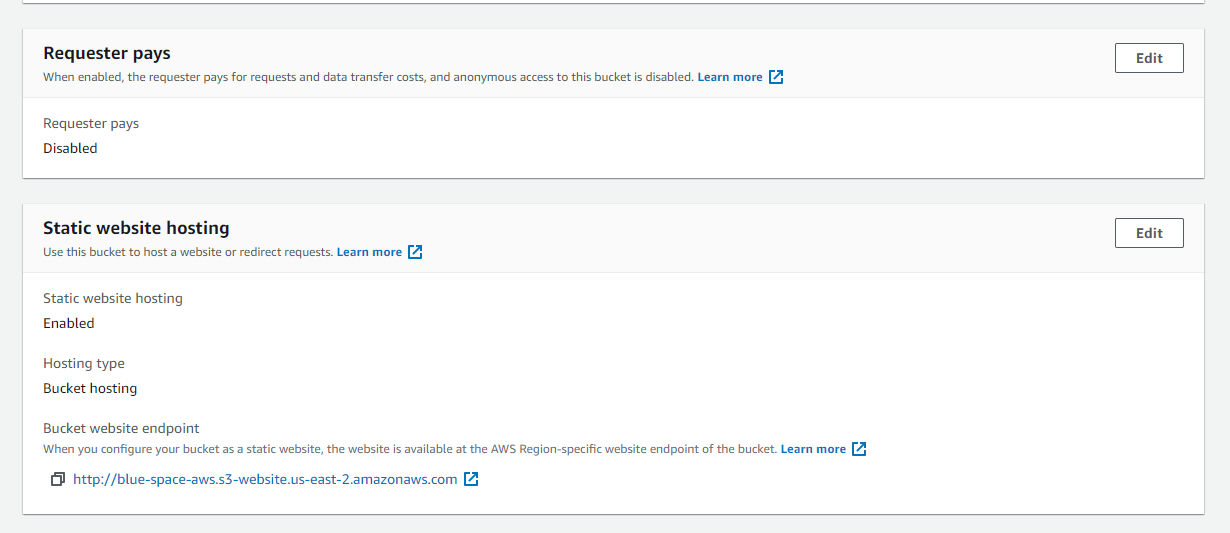 Requester pays
Edit
When enabled, the requester pays for requests and data transfer costs, and anonymous access to this bucket is disabled. Learn more
Requester pays
Disabled
Static website hosting
Edit
Use this bucket to host a website or redirect requests. Learn more
Static website hosting
Enabled
Hosting type
Bucket hosting
Bucket website endpoint
When you configure your bucket as a static website, the website is available at the AWS Region-specific website endpoint of the bucket. Learn more
http://blue-space-aws.s3-website.us-east-2.amazonaws.com